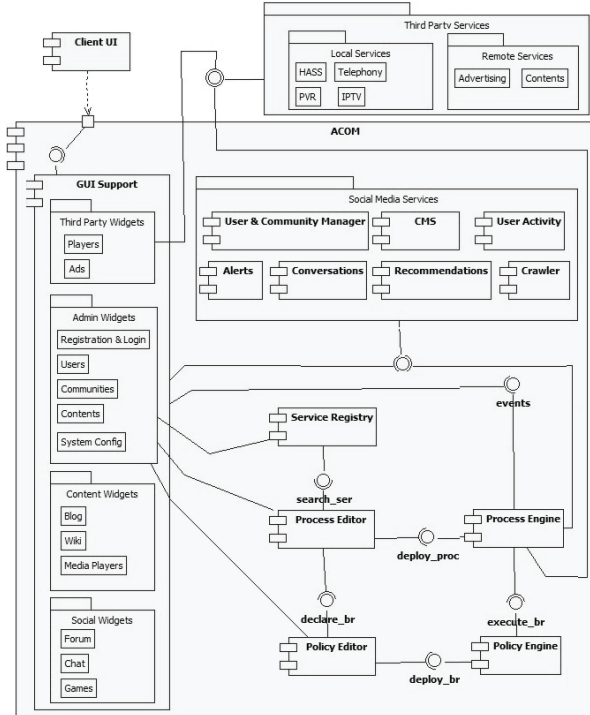 Client UI
Third Party Services
Local Services
HASS
Telephony
PVR
IPTV
Remote Services
Advertising
Contents
ACOM
GUI Support
Third Party Widgets
Players
Ads
Admin Widgets
Registration & Login
Users
Communities
Contents
System Config
Content Widgets
Blog
Wiki
Media Players
Social Widgets
Forum
Chat
Games
Social Media Services
User & Community Manager
CMS
User Activity
Alerts
Conversations
Recommendations
Crawler
events
Service Registry
search_ser
Process Editor
deploy_proc
Process Engine
declare_br
execute_br
Policy Editor
deploy_br
Policy Engine